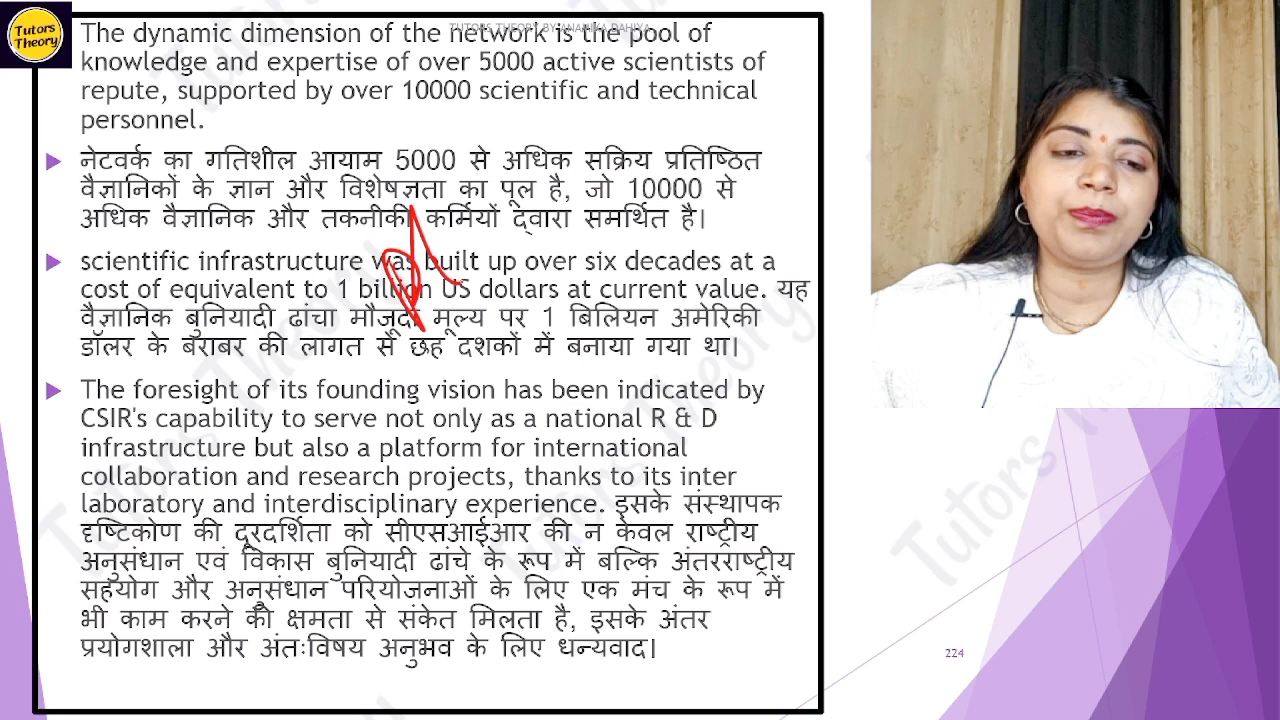 Tutors
Theory
TUTORS THEORY BY ANAMIKA DAHIYA
The dynamic dimension of the network is the pool of
knowledge and expertise of over 5000 active scientists of
repute, supported by over 10000 scientific and technical
personnel.
नेटवर्क का गतिशील आयाम 5000 से अधिक सक्रिय प्रतिष्ठित
वैज्ञानिकों के ज्ञान और विशेषज्ञता का पूल है, जो 10000 से
अधिक वैज्ञानिक और तकनीकी कर्मियों द्वारा समर्थित है।
scientific infrastructure was built up over six decades at a
cost of equivalent to 1 billion US dollars at current value. यह
वैज्ञानिक बुनियादी ढांचा मौजूदा मूल्य पर 1 बिलियन अमेरिकी
डॉलर के बराबर की लागत से छह दशकों में बनाया गया था।
The foresight of its founding vision has been indicated by
CSIR's capability to serve not only as a national R & D
infrastructure but also a platform for international
collaboration and research projects, thanks to its inter
laboratory and interdisciplinary experience. इसके संस्थापक
दृष्टिकोण की दूरदर्शिता को सीएसआईआर की न केवल राष्ट्रीय
अनुसंधान एवं विकास बुनियादी ढांचे के रूप में बल्कि अंतरराष्ट्रीय
सहयोग और अनुसंधान परियोजनाओं के लिए एक मंच के रूप में
भी काम करने की क्षमता से संकेत मिलता है, इसके अंतर
प्रयोगशाला और अंतःविषय अनुभव के लिए धन्यवाद।
224